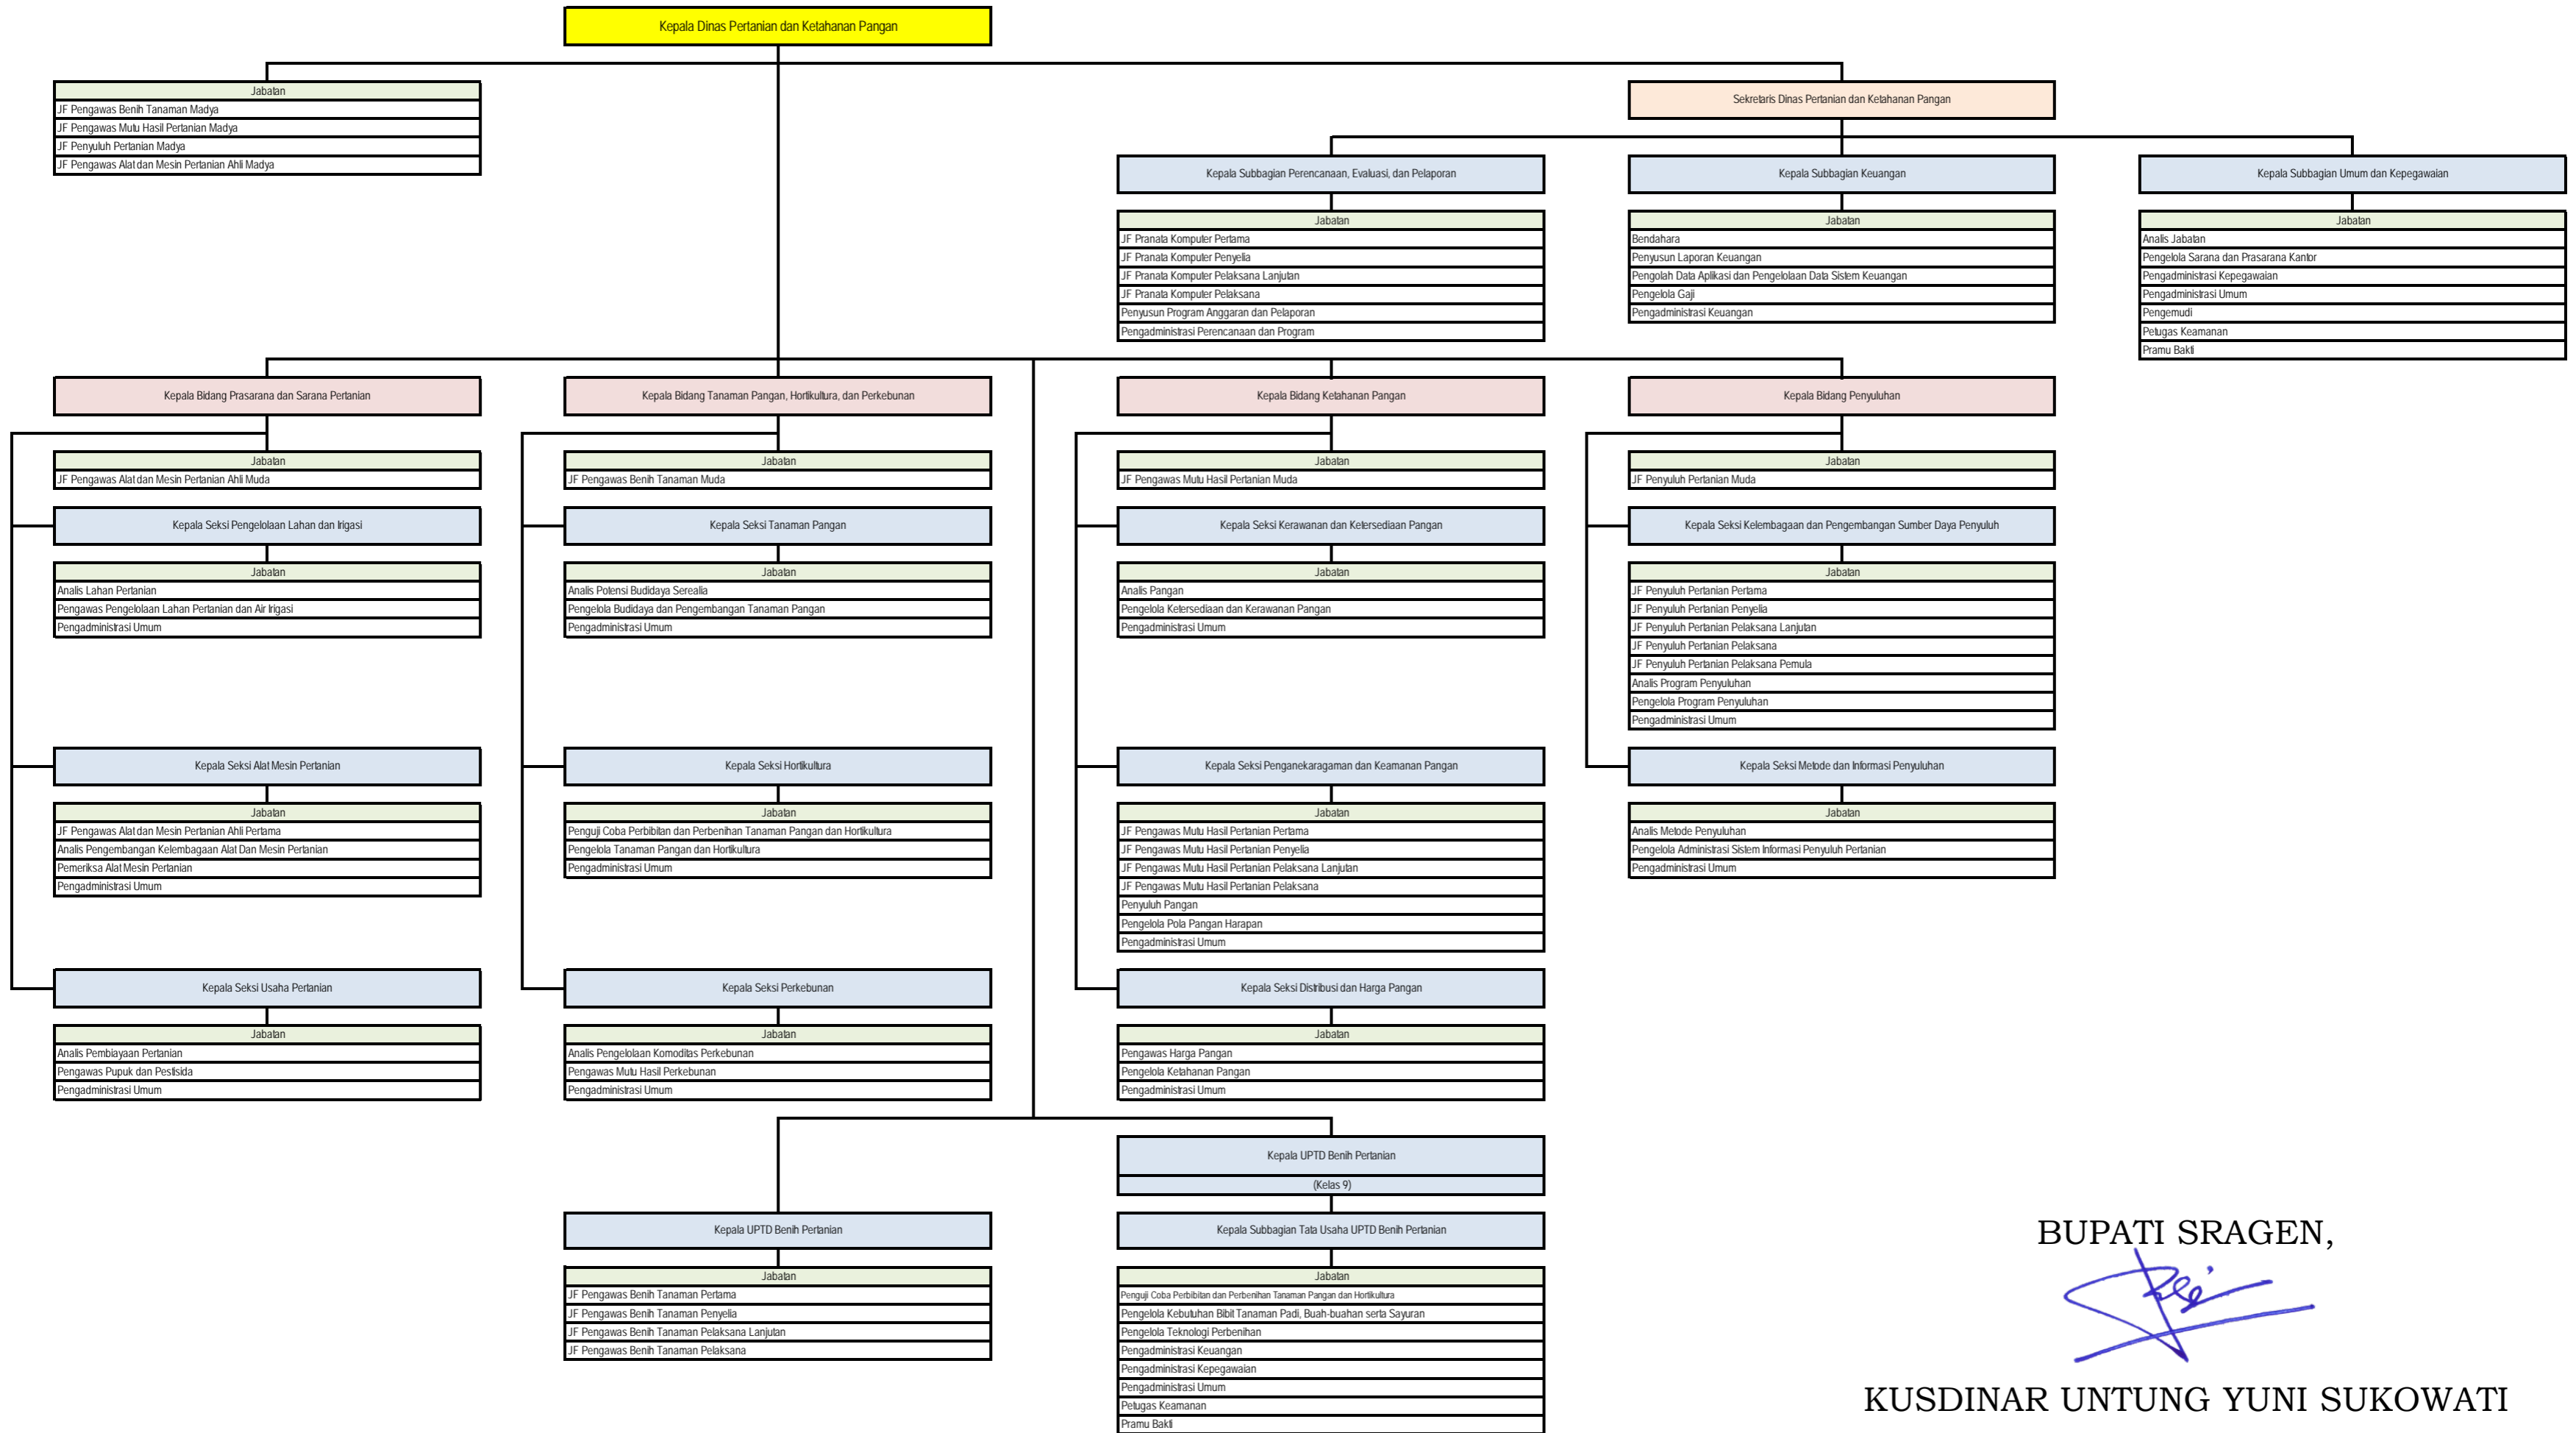 Kepala Dinas Pertanian dan Ketahanan Pangan
Jabatan
JF Pengawas Benih Tanaman Madya
JF Pengawas Mutu Hasil Pertanian Madya
JF Penyuluh Pertanian Madya
JF Pengawas Alat dan Mesin Pertanian Ahli Madya
Sekretaris Dinas Pertanian dan Ketahanan Pangan
Kepala Subbagian Perencanaan, Evaluasi, dan Pelaporan
Jabatan
JF Pranata Komputer Pertama
JF Pranata Komputer Penyelia
JF Pranata Komputer Pelaksana Lanjutan
JF Pranata Komputer Pelaksana
Penyusun Program Anggaran dan Pelaporan
Pengadministrasi Perencanaan dan Program
Kepala Subbagian Keuangan
Jabatan
Bendahara
Penyusun Laporan Keuangan
Pengolah Data Aplikasi dan Pengelolaan Data Sistem Keuangan
Pengelola Gaji
Pengadministrasi Keuangan
Kepala Subbagian Umum dan Kepegawaian
Jabatan
Analis Jabatan
Pengelola Sarana dan Prasarana Kantor
Pengadministrasi Kepegawaian
Pengadministrasi Umum
Pengemudi
Petugas Keamanan
Pramu Bakti
Kepala Bidang Prasarana dan Sarana Pertanian
Jabatan
JF Pengawas Alat dan Mesin Pertanian Ahli Muda
Kepala Seksi Pengelolaan Lahan dan Irigasi
Jabatan
Analis Lahan Pertanian
Pengawas Pengelolaan Lahan Pertanian dan Air Irigasi
Pengadministrasi Umum
Kepala Seksi Alat Mesin Pertanian
Jabatan
JF Pengawas Alat dan Mesin Pertanian Ahli Pertama
Analis Pengembangan Kelembagaan Alat Dan Mesin Pertanian
Pemeriksa Alat Mesin Pertanian
Pengadministrasi Umum
Kepala Seksi Usaha Pertanian
Jabatan
Analis Pembiayaan Pertanian
Pengawas Pupuk dan Pestisida
Pengadministrasi Umum
Kepala Bidang Tanaman Pangan, Hortikultura, dan Perkebunan
Jabatan
JF Pengawas Benih Tanaman Muda
Kepala Seksi Tanaman Pangan
Jabatan
Analis Potensi Budidaya Serealia
Pengelola Budidaya dan Pengembangan Tanaman Pangan
Pengadministrasi Umum
Kepala Seksi Hortikultura
Jabatan
Penguji Coba Perbibitan dan Perbenihan Tanaman Pangan dan Hortikultura
Pengelola Tanaman Pangan dan Hortikultura
Pengadministrasi Umum
Kepala Seksi Perkebunan
Jabatan
Analis Pengelolaan Komoditas Perkebunan
Pengawas Mutu Hasil Perkebunan
Pengadministrasi Umum
Kepala Bidang Ketahanan Pangan
Jabatan
JF Pengawas Mutu Hasil Pertanian Muda
Kepala Seksi Kerawanan dan Ketersediaan Pangan
Jabatan
Analis Pangan
Pengelola Ketersediaan dan Kerawanan Pangan
Pengadministrasi Umum
Kepala Seksi Penganekaragaman dan Keamanan Pangan
Jabatan
JF Pengawas Mutu Hasil Pertanian Pertama
JF Pengawas Mutu Hasil Pertanian Penyelia
JF Pengawas Mutu Hasil Pertanian Pelaksana Lanjutan
JF Pengawas Mutu Hasil Pertanian Pelaksana
Penyuluh Pangan
Pengelola Pola Pangan Harapan
Pengadministrasi Umum
Kepala Seksi Distribusi dan Harga Pangan
Jabatan
Pengawas Harga Pangan
Pengelola Ketahanan Pangan
Pengadministrasi Umum
Kepala Bidang Penyuluhan
Jabatan
JF Penyuluh Pertanian Muda
Kepala Seksi Kelembagaan dan Pengembangan Sumber Daya Penyuluh
Jabatan
JF Penyuluh Pertanian Pertama
JF Penyuluh Pertanian Penyelia
JF Penyuluh Pertanian Pelaksana Lanjutan
JF Penyuluh Pertanian Pelaksana
JF Penyuluh Pertanian Pelaksana Pemula
Analis Program Penyuluhan
Pengelola Program Penyuluhan
Pengadministrasi Umum
Kepala Seksi Metode dan Informasi Penyuluhan
Jabatan
Analis Metode Penyuluhan
Pengelola Administrasi Sistem Informasi Penyuluh Pertanian
Pengadministrasi Umum
Kepala UPTD Benih Pertanian
Jabatan
JF Pengawas Benih Tanaman Pertama
JF Pengawas Benih Tanaman Penyelia
JF Pengawas Benih Tanaman Pelaksana Lanjutan
JF Pengawas Benih Tanaman Pelaksana
Kepala UPTD Benih Pertanian
(Kelas 9)
Kepala Subbagian Tata Usaha UPTD Benih Pertanian
Jabatan
Penguji Coba Perbibitan dan Perbenihan Tanaman Pangan dan Hortikultura
Pengelola Kebutuhan Bibit Tanaman Padi, Buah-buahan serta Sayuran
Pengelola Teknologi Perbenihan
Pengadministrasi Keuangan
Pengadministrasi Kepegawaian
Pengadministrasi Umum
Petugas Keamanan
Pramu Bakti
BUPATI SRAGEN,
KUSDINAR UNTUNG YUNI SUKOWATI